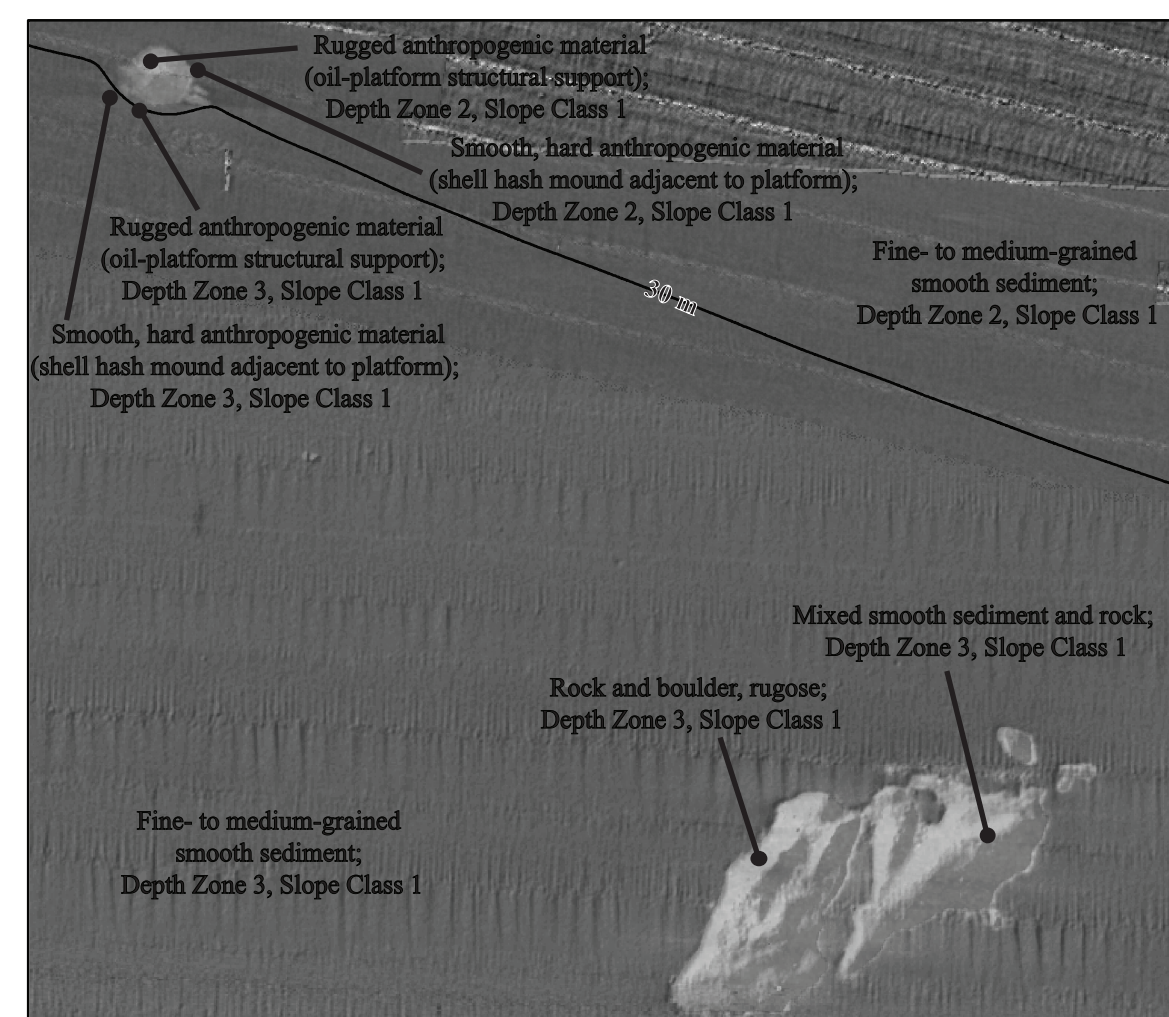 Rugged anthropogenic material
(oil-platform structural support);
Depth Zone 2, Slope Class 1
Smooth, hard anthropogenic material
(shell hash mound adjacent to platform);
Depth Zone 2, Slope Class 1
Rugged anthropogenic material
(oil-platform structural support);
Depth Zone 3, Slope Class 1
Fine- to medium-grained
smooth sediment;
Depth Zone 2, Slope Class 1
30 m
Smooth, hard anthropogenic material
(shell hash mound adjacent to platform);
Depth Zone 3, Slope Class 1
Mixed smooth sediment and rock;
Depth Zone 3, Slope Class 1
Rock and boulder, rugose;
Depth Zone 3, Slope Class 1
Fine- to medium-grained
smooth sediment;
Depth Zone 3, Slope Class 1